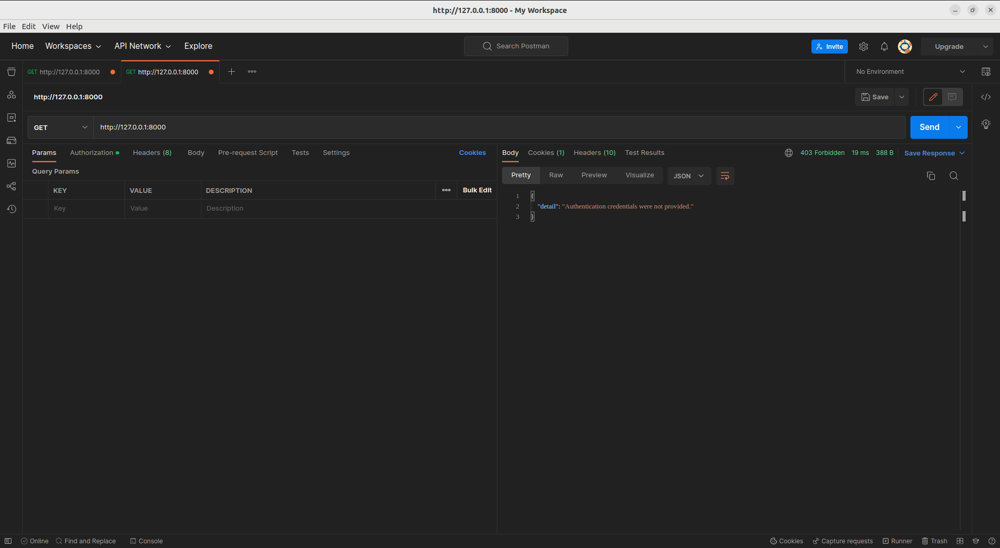 http://127.0.0.1:8000 - My Workspace
File Edit View Help
Home Workspaces API Network Explore Search Postman Invite Upgrade
GET http://127.0.0.1:8000 GET http://127.0.0.1:8000 No Environment
http://127.0.0.1:8000 Save
GET http://127.0.0.1:8000 Send
Params Authorization Headers (8) Body Pre-request Script Tests Settings Cookies
Body Cookies (1) Headers (10) Test Results 403 Forbidden 19 ms 388 B Save Response
Query Params
Pretty Raw Preview Visualize JSON
KEY VALUE DESCRIPTION Bulk Edit
Key Value Description
1 {
2 "detail": "Authentication credentials were not provided."
3 }
Online Find and Replace Console Cookies Capture requests Runner Trash